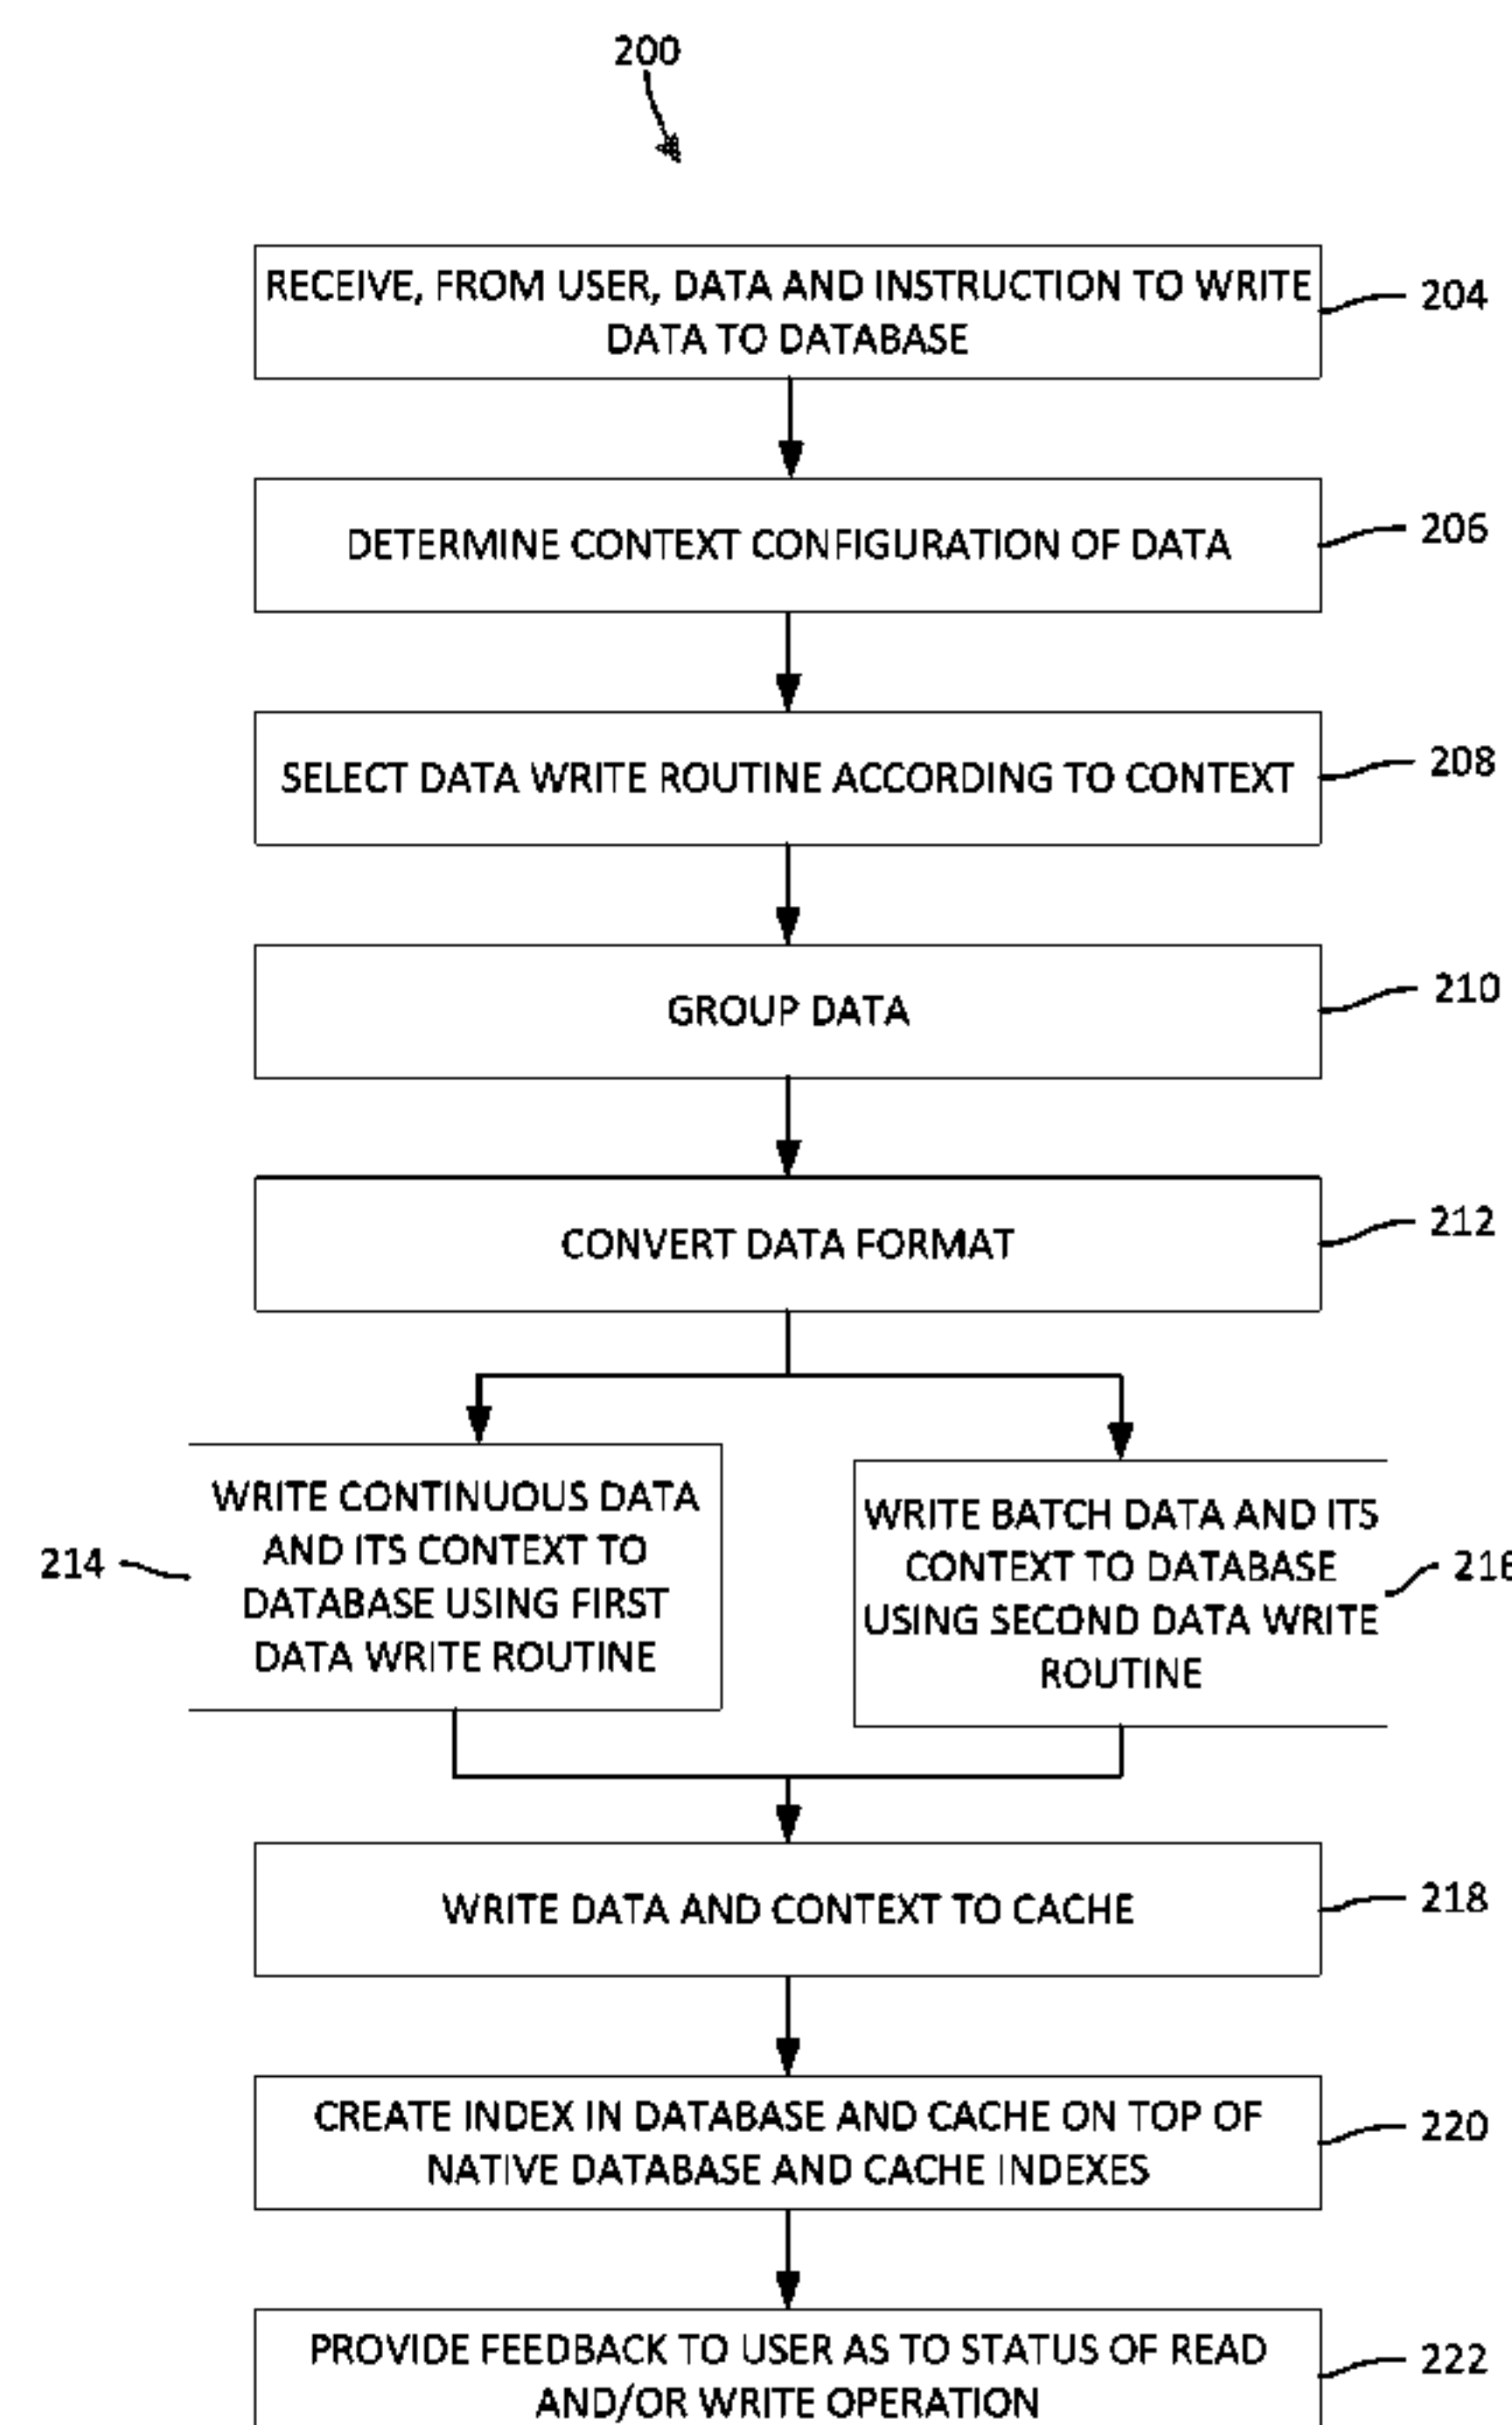 200
RECEIVE, FROM USER, DATA AND INSTRUCTION TO WRITE
DATA TO DATABASE
204
DETERMINE CONTEXT CONFIGURATION OF DATA
206
SELECT DATA WRITE ROUTINE ACCORDING TO CONTEXT
208
GROUP DATA
210
CONVERT DATA FORMAT
212
214
WRITE CONTINUOUS DATA
AND ITS CONTEXT TO
DATABASE USING FIRST
DATA WRITE ROUTINE
WRITE BATCH DATA AND ITS
CONTEXT TO DATABASE
USING SECOND DATA WRITE
ROUTINE
216
WRITE DATA AND CONTEXT TO CACHE
218
CREATE INDEX IN DATABASE AND CACHE ON TOP OF
NATIVE DATABASE AND CACHE INDEXES
220
PROVIDE FEEDBACK TO USER AS TO STATUS OF READ
AND/OR WRITE OPERATION
222